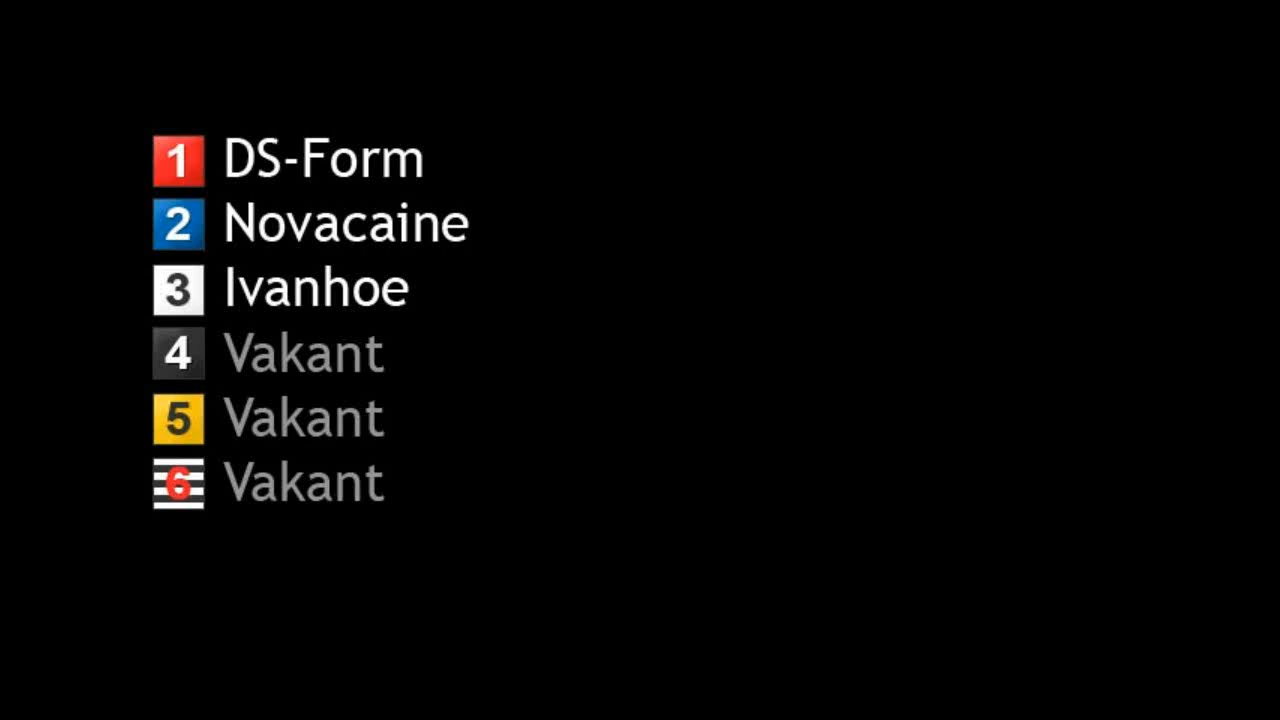 1 DS-Form
2 Novacaine
3 Ivanhoe
4 Vakant
5 Vakant
6 Vakant